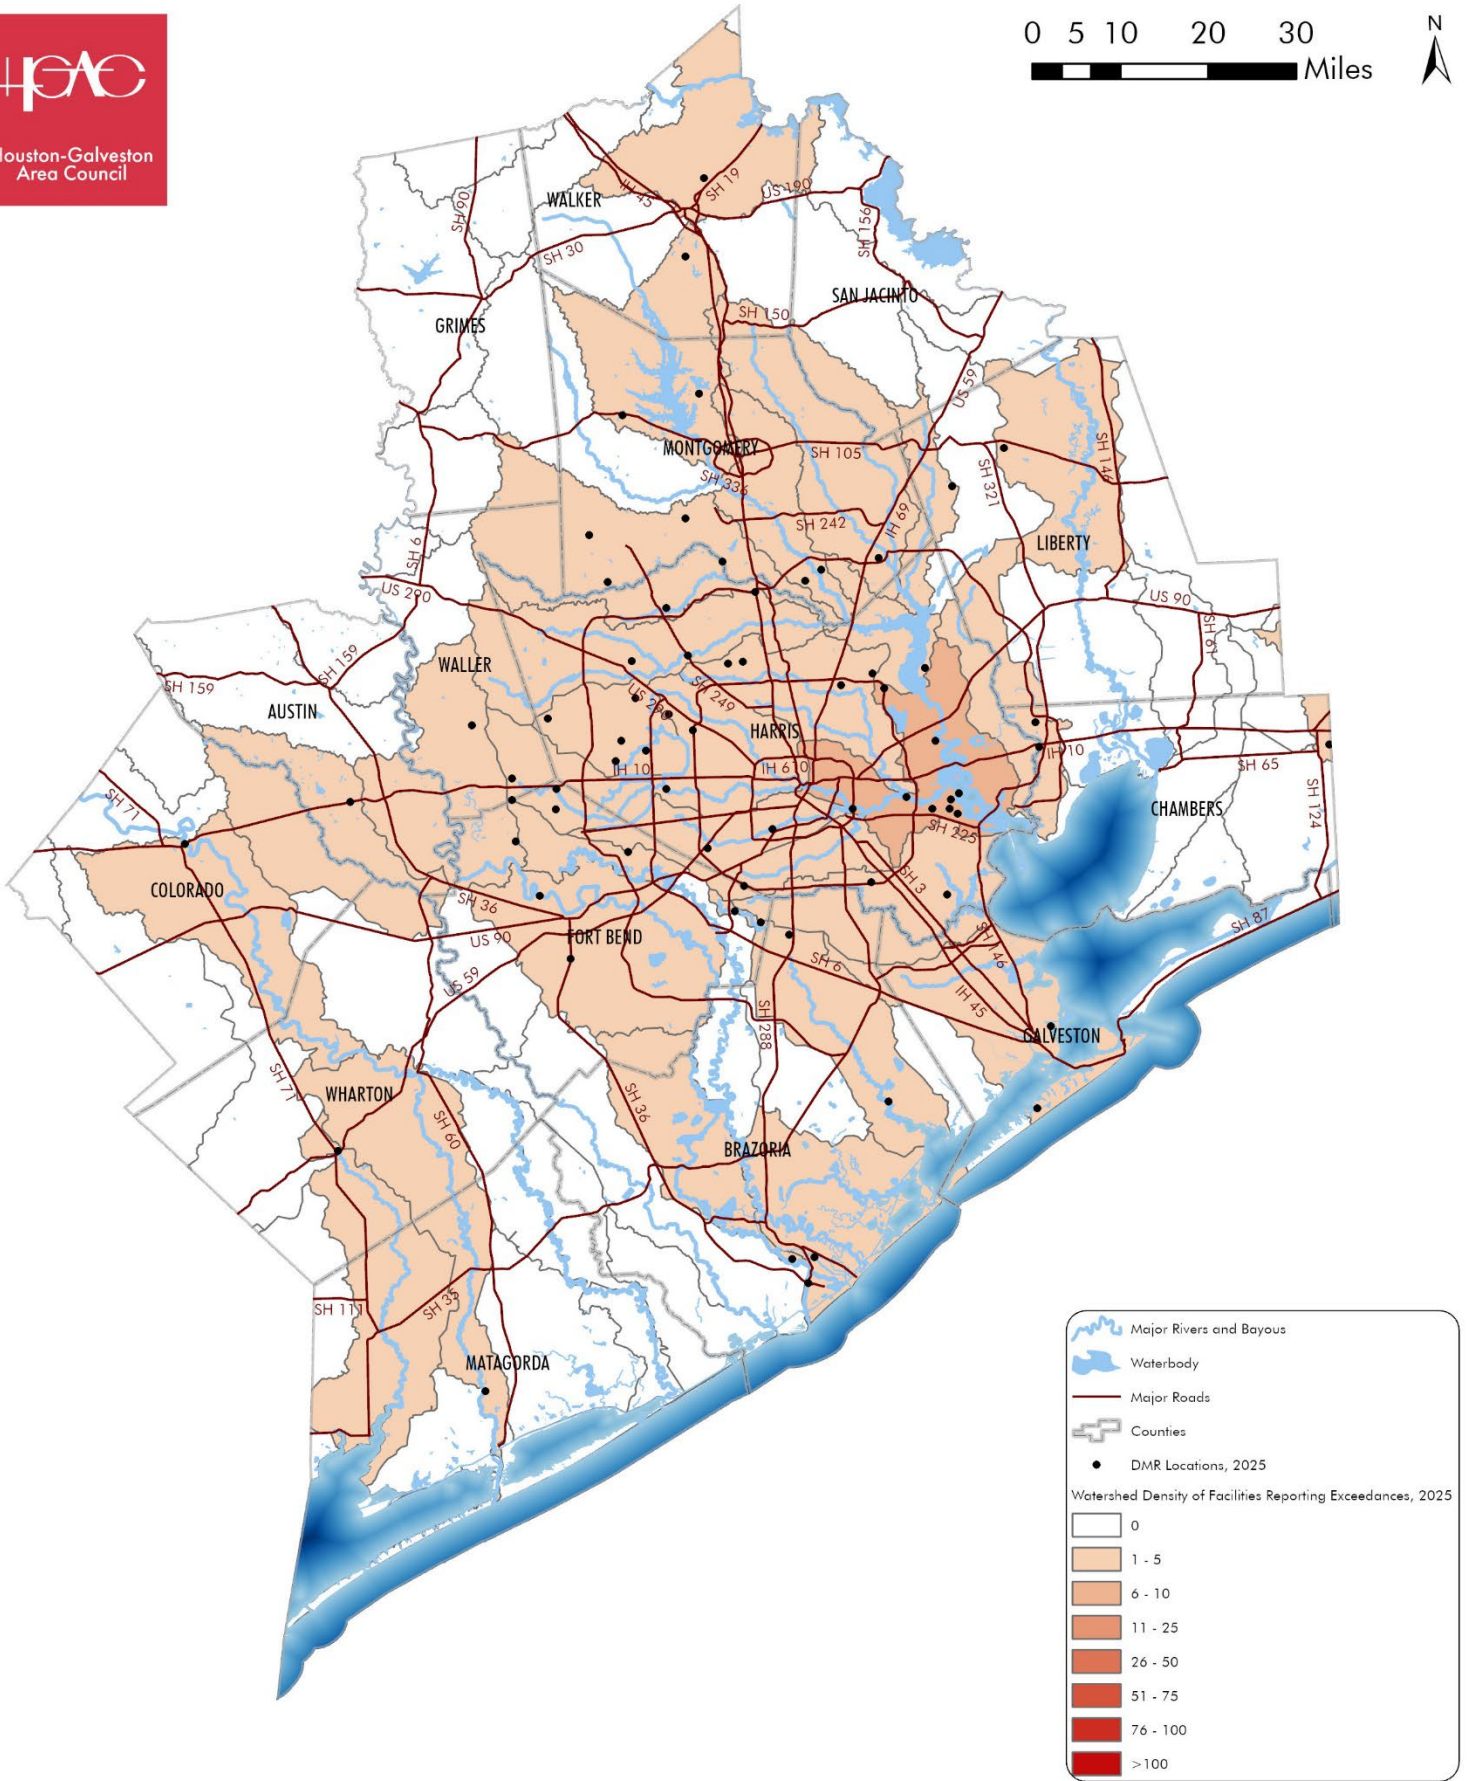 0 5 10 20 30
Miles
N
HGAC
Houston-Galveston
Area Council
WALKER
IH 45
SH 19
US 190
SH 90
SH 30
SH 156
SAN JACINTO
GRIMES
SH 150
US 59
MONTGOMERY
SH 105
SH 146
SH 336
SH 321
SH 242
IH 69
LIBERTY
SH 6
US 290
US 90
SH 61
SH 159
WALLER
SH 159
AUSTIN
SH 249
US 290
HARRIS
IH 10
IH 610
IH 10
SH 65
SH 71
CHAMBERS
SH 124
SH 225
COLORADO
SH 3
SH 36
SH 87
US 90
FORT BEND
SH 146
SH 6
US 59
IH 45
SH 288
GALVESTON
SH 71
WHARTON
SH 60
SH 36
BRAZORIA
SH 111
SH 35
MATAGORDA
Major Rivers and Bayous
Waterbody
Major Roads
Counties
DMR Locations, 2025
Watershed Density of Facilities Reporting Exceedances, 2025
0
1 - 5
6 - 10
11 - 25
26 - 50
51 - 75
76 - 100
>100